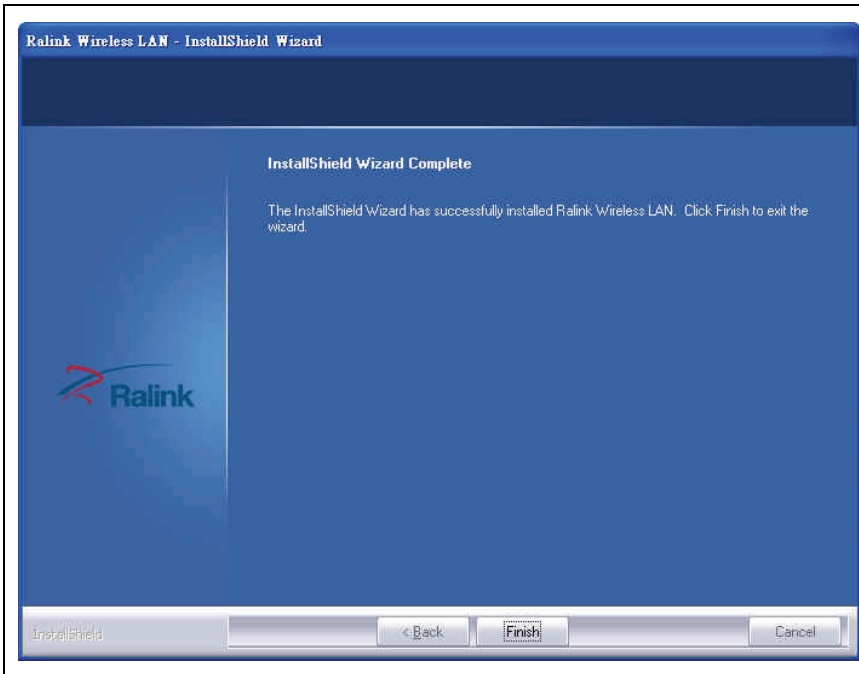 Ralink Wireless LAN - InstallShield Wizard
InstallShield Wizard Complete
The InstallShield Wizard has successfully installed Ralink Wireless LAN. Click Finish to exit the
wizard.
Ralink
InstallShield
< Back
Finish
Cancel